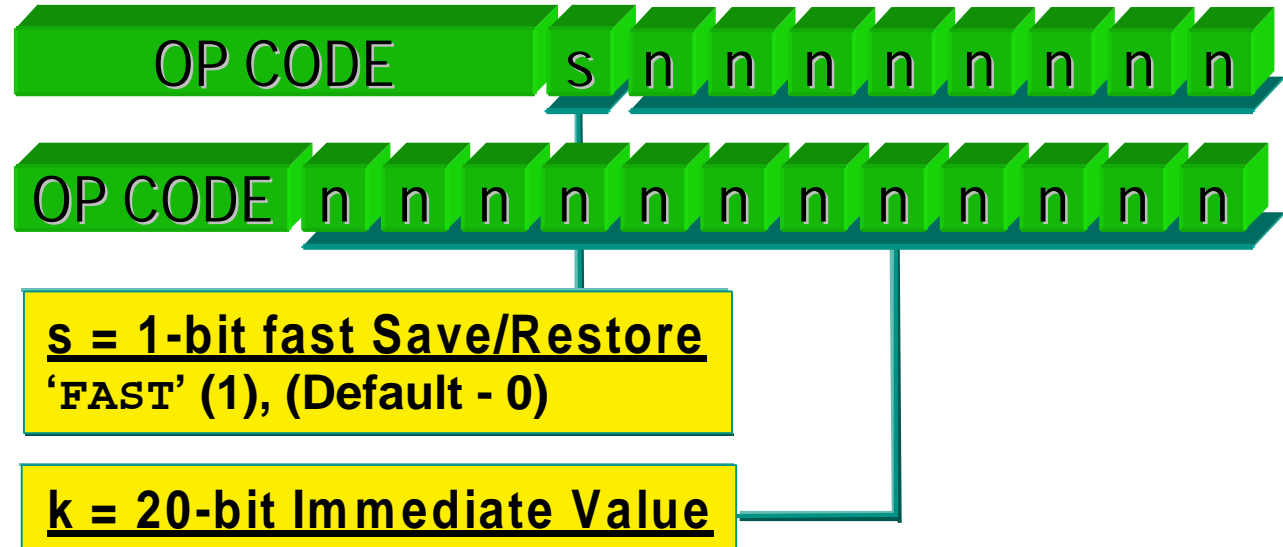 OP CODE s n n n n n n n n
OP CODE n n n n n n n n n n n n
s = 1-bit fast Save/Restore
‘FAST’ (1), (Default - 0)
k = 20-bit Immediate Value